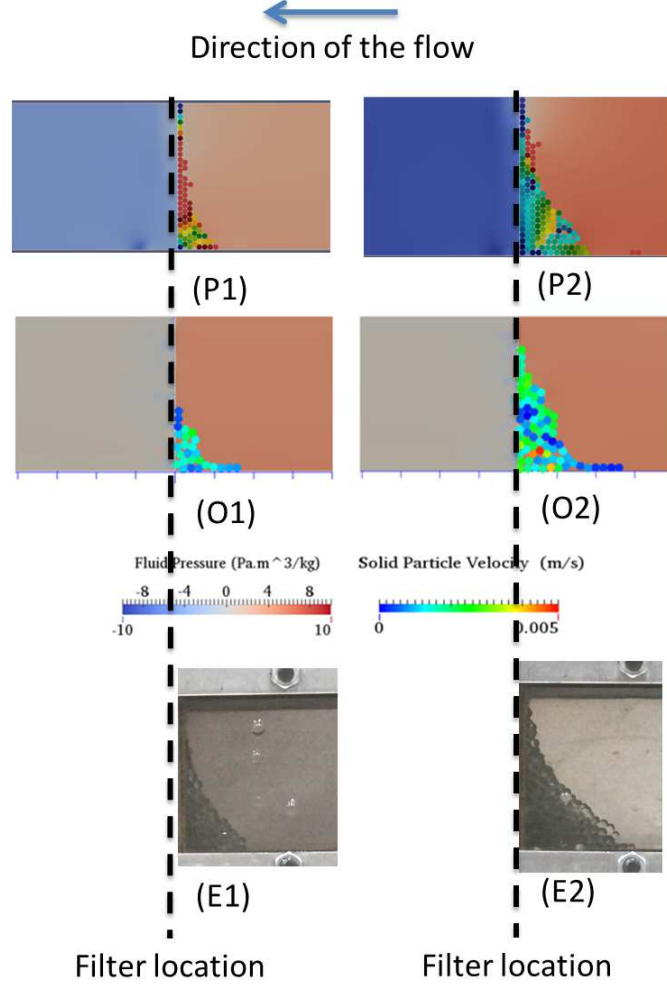 Direction of the flow
(P1)
(P2)
(O1)
(O2)
Fluid Pressure (Pa.m^3/kg)
-8 -4 0 4 8
-10 10
Solid Particle Velocity (m/s)
0 0.005
(E1)
(E2)
Filter location
Filter location